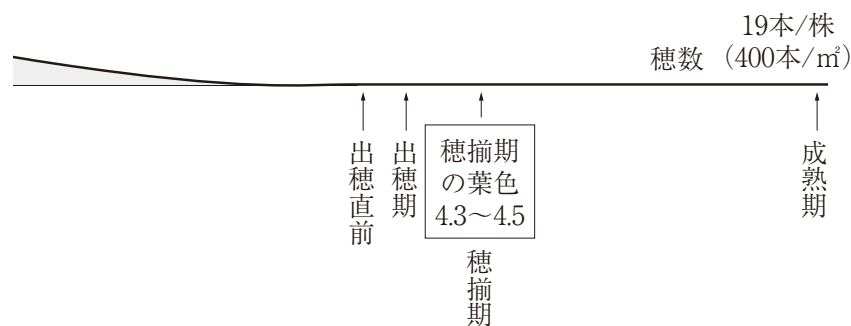 19本/株
穂数（400本/㎡）
出穂直前
出穂期
穂揃期
の葉色
4.3～4.5
穂揃期
成熟期